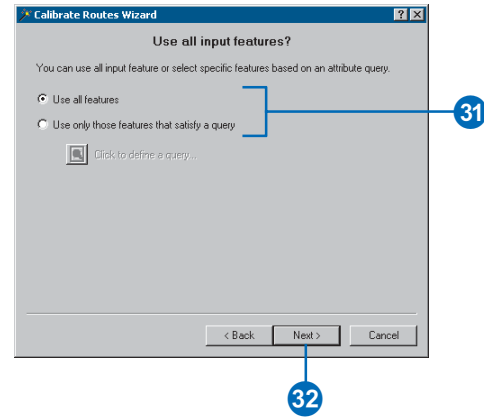 Calibrate Routes Wizard
Use all input features?
You can use all input feature or select specific features based on an attribute query.
Use all features
31
Use only those features that satisfy a query
Click to define a query...
< Back Next > Cancel
32